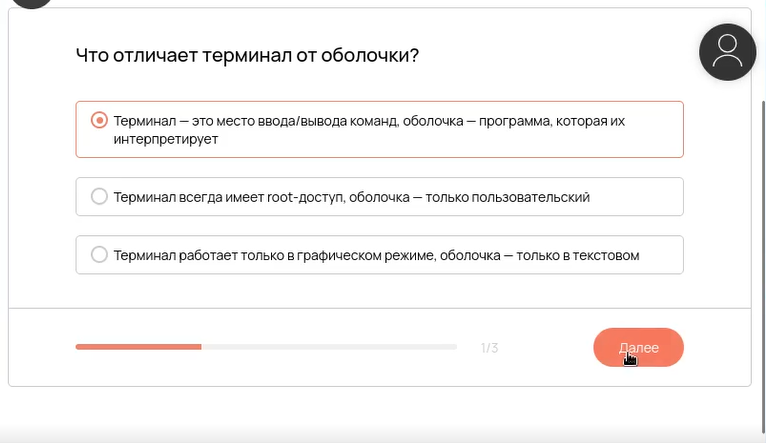 Что отличает терминал от оболочки?
Терминал — это место ввода/вывода команд, оболочка — программа, которая их
интерпретирует
Терминал всегда имеет root-доступ, оболочка — только пользовательский
Терминал работает только в графическом режиме, оболочка — только в текстовом
1/3
Далее